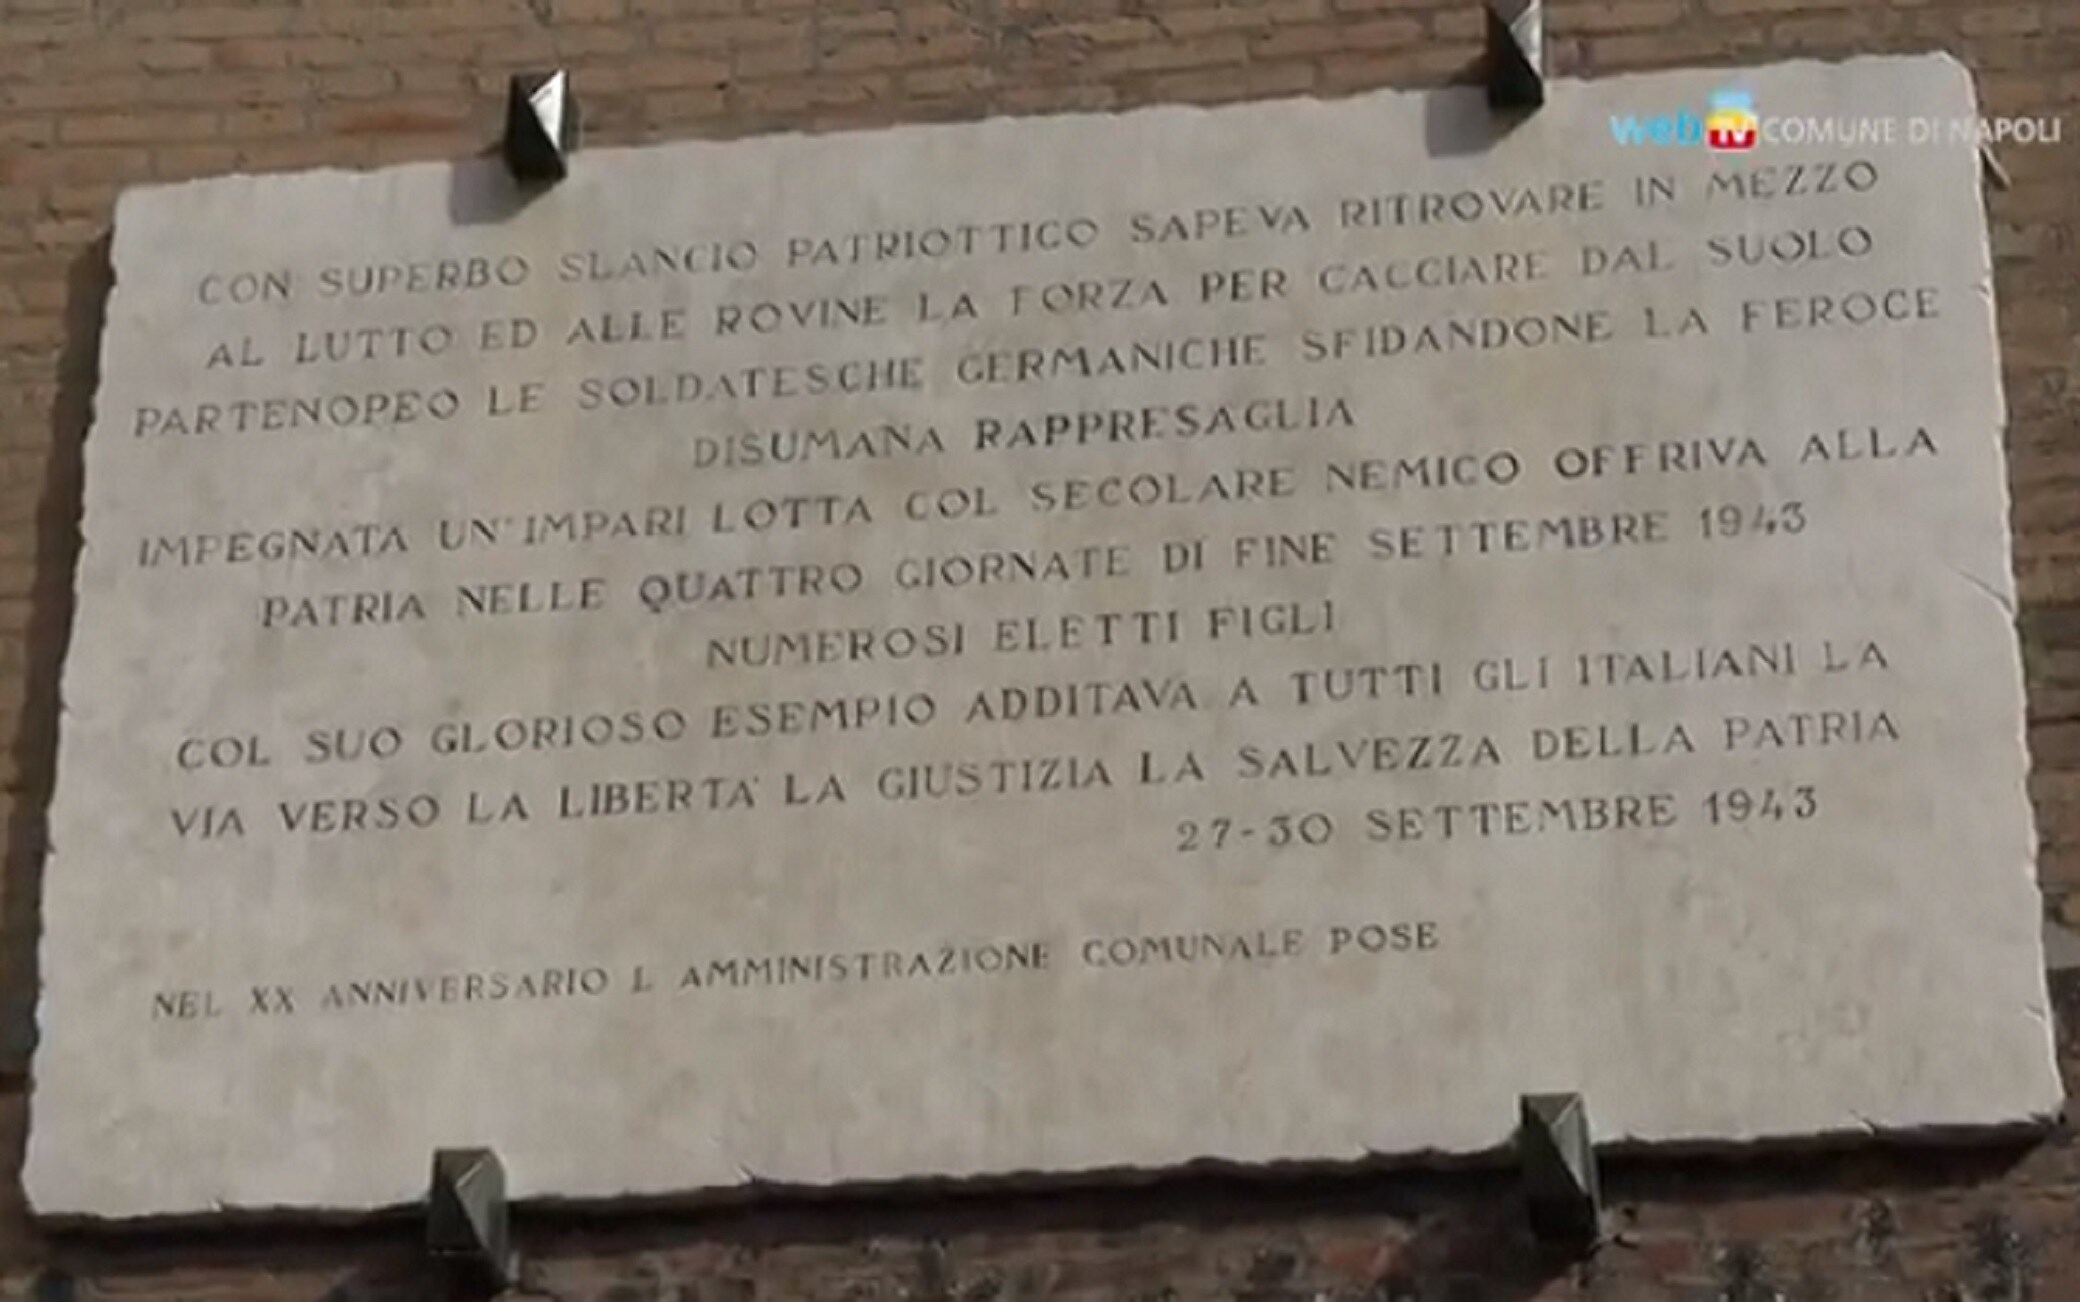 web tv COMUNE DI NAPOLI
CON SUPERBO SLANCIO PATRIOTTICO SAPEVA RITROVARE IN MEZZO
AL LUTTO ED ALLE ROVINE LA FORZA PER CACCIARE DAL SUOLO
PARTENOPEO LE SOLDATESCHE GERMANICHE SFIDANDONE LA FEROCE
DISUMANA RAPPRESAGLIA
IMPEGNATA UN'IMPARI LOTTA COL SECOLARE NEMICO OFFRIVA ALLA
PATRIA NELLE QUATTRO GIORNATE DI FINE SETTEMBRE 1943
NUMEROSI ELETTI FIGLI
COL SUO GLORIOSO ESEMPIO ADDITAVA A TUTTI GLI ITALIANI LA
VIA VERSO LA LIBERTA' LA GIUSTIZIA LA SALVEZZA DELLA PATRIA
27-30 SETTEMBRE 1943
NEL XX ANNIVERSARIO L AMMINISTRAZIONE COMUNALE POSE